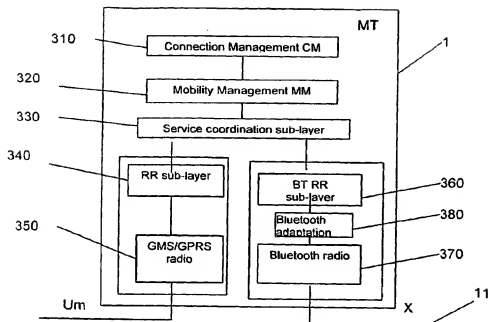 MT
310
Connection Management CM
1
320
Mobility Management MM
330
Service coordination sub-layer
340
RR sub-layer
BT RR
sub-layer
360
Bluetooth
adaptation
380
350
GMS/GPRS
radio
Bluetooth radio
370
Um
X
11